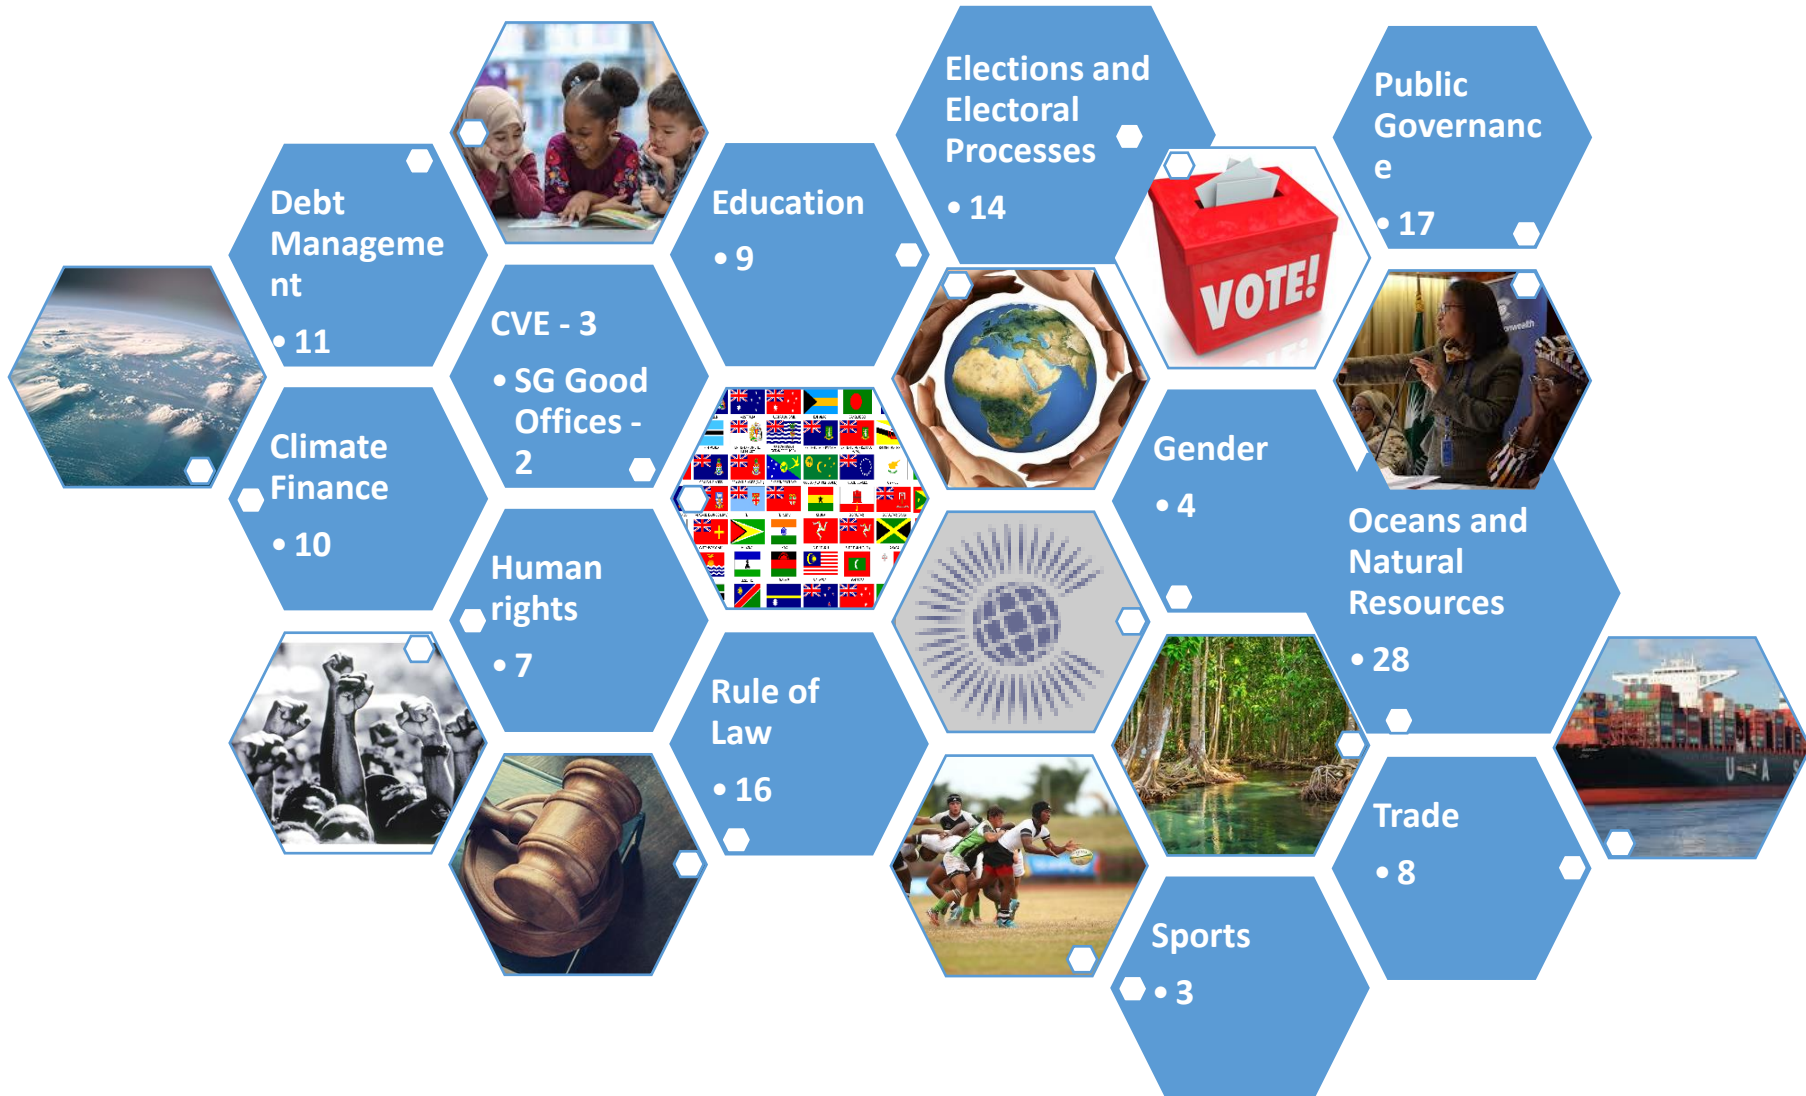 Elections and
Electoral
Processes
• 14
Public
Governanc
e
• 17
Debt
Manageme
nt
• 11
Education
• 9
VOTE!
CVE - 3
• SG Good
Offices -
2
Climate
Finance
• 10
Gender
• 4
Oceans and
Natural
Resources
• 28
Human
rights
• 7
Rule of
Law
• 16
Trade
• 8
Sports
• 3